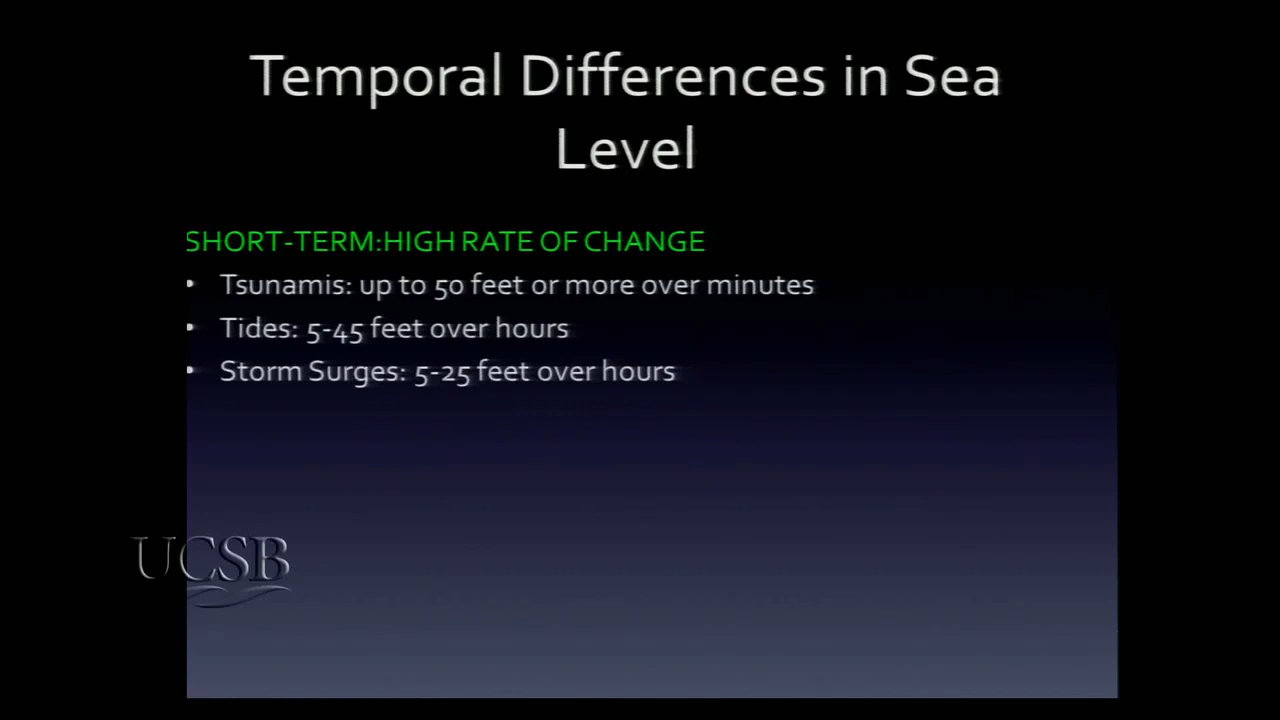 Temporal Differences in Sea
Level
SHORT-TERM:HIGH RATE OF CHANGE
• Tsunamis: up to 50 feet or more over minutes
• Tides: 5-45 feet over hours
• Storm Surges: 5-25 feet over hours
UCSB